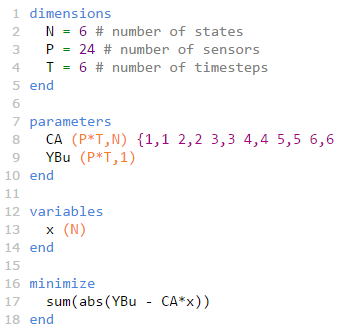 1 dimensions
2   N = 6 # number of states
3   P = 24 # number of sensors
4   T = 6 # number of timesteps
5 end
6
7 parameters
8   CA (P*T,N) {1,1 2,2 3,3 4,4 5,5 6,6
9   YBu (P*T,1)
10 end
11
12 variables
13   x (N)
14 end
15
16 minimize
17   sum(abs(YBu - CA*x))
18 end